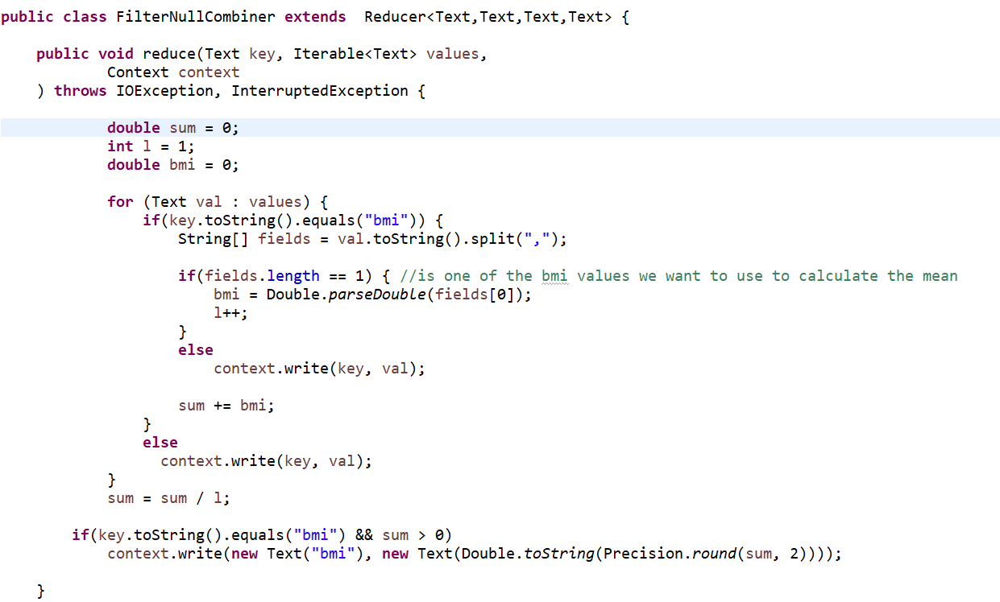 public class FilterNullCombiner extends  Reducer<Text,Text,Text,Text> {
    public void reduce(Text key, Iterable<Text> values,
            Context context
    ) throws IOException, InterruptedException {
            double sum = 0;
            int l = 1;
            double bmi = 0;
            for (Text val : values) {
                if(key.toString().equals("bmi")) {
                    String[] fields = val.toString().split(",");
                    if(fields.length == 1) { //is one of the bmi values we want to use to calculate the mean
                        bmi = Double.parseDouble(fields[0]);
                        l++;
                    }
                    else
                        context.write(key, val);
                    sum += bmi;
                }
                else
                  context.write(key, val);
            }
            sum = sum / l;
        if(key.toString().equals("bmi") && sum > 0)
            context.write(new Text("bmi"), new Text(Double.toString(Precision.round(sum, 2))));
    }